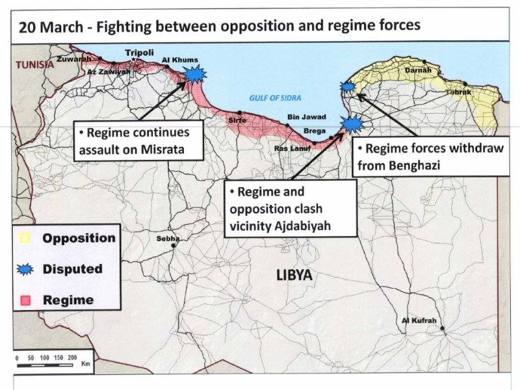 20 March - Fighting between opposition and regime forces
TUNISIA
Zuwarah
Tripoli
Az Zawiyah
Al Khums
Darnah
Tobruk
GULF OF SIDRA
Sirte
Bin Jawad
Brega
Ras Lanuf
• Regime continues
assault on Misrata
• Regime forces withdraw
from Benghazi
• Regime and
opposition clash
vicinity Ajdabiyah
Opposition
Disputed
Regime
Sebha
LIBYA
Al Kufrah
0 50 100 150 200
Km